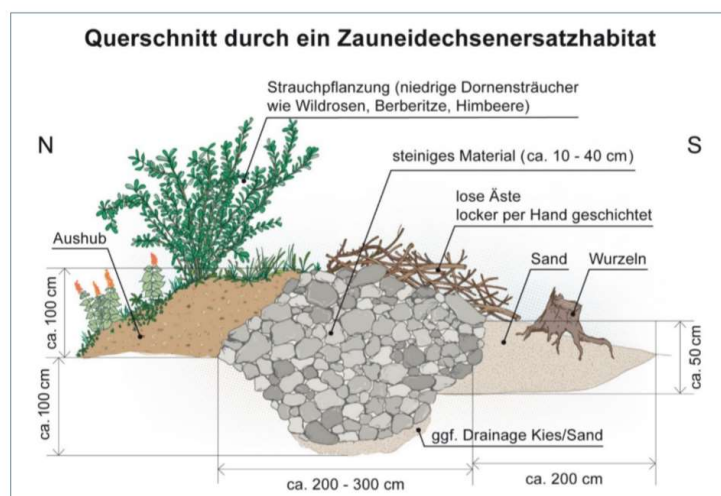 Querschnitt durch ein Zauneidechsenersatzhabitat
Strauchpflanzung (niedrige Dornensträucher
wie Wildrosen, Berberitze, Himbeere)
N
S
steiniges Material (ca. 10 - 40 cm)
lose Äste
locker per Hand geschichtet
Aushub
Sand
Wurzeln
ca. 100 cm
ca. 50 cm
ca. 100 cm
ggf. Drainage Kies/Sand
ca. 200 - 300 cm
ca. 200 cm